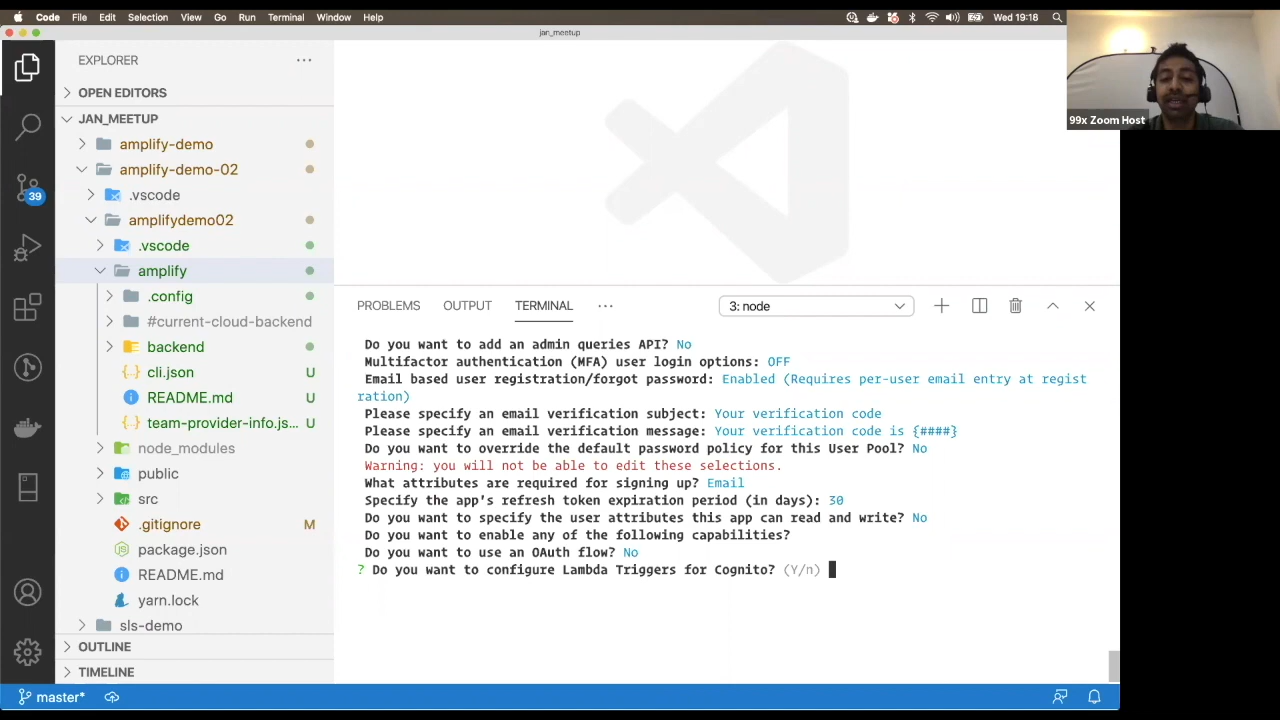 Code File Edit Selection View Go Run Terminal Window Help Wed 19:18
jan_meetup
EXPLORER
OPEN EDITORS
JAN_MEETUP
amplify-demo
amplify-demo-02
.vscode
amplifydemo02
.vscode
amplify
.config
#current-cloud-backend
backend
cli.json U
README.md U
team-provider-info.js... U
node_modules
public
src
.gitignore M
package.json
README.md
yarn.lock
sls-demo
OUTLINE
TIMELINE
39
master*
99x Zoom Host
PROBLEMS OUTPUT TERMINAL ... 3: node
Do you want to add an admin queries API? No
Multifactor authentication (MFA) user login options: OFF
Email based user registration/forgot password: Enabled (Requires per-user email entry at regist
ration)
Please specify an email verification subject: Your verification code
Please specify an email verification message: Your verification code is {####}
Do you want to override the default password policy for this User Pool? No
Warning: you will not be able to edit these selections.
What attributes are required for signing up? Email
Specify the app's refresh token expiration period (in days): 30
Do you want to specify the user attributes this app can read and write? No
Do you want to enable any of the following capabilities?
Do you want to use an OAuth flow? No
? Do you want to configure Lambda Triggers for Cognito? (Y/n)